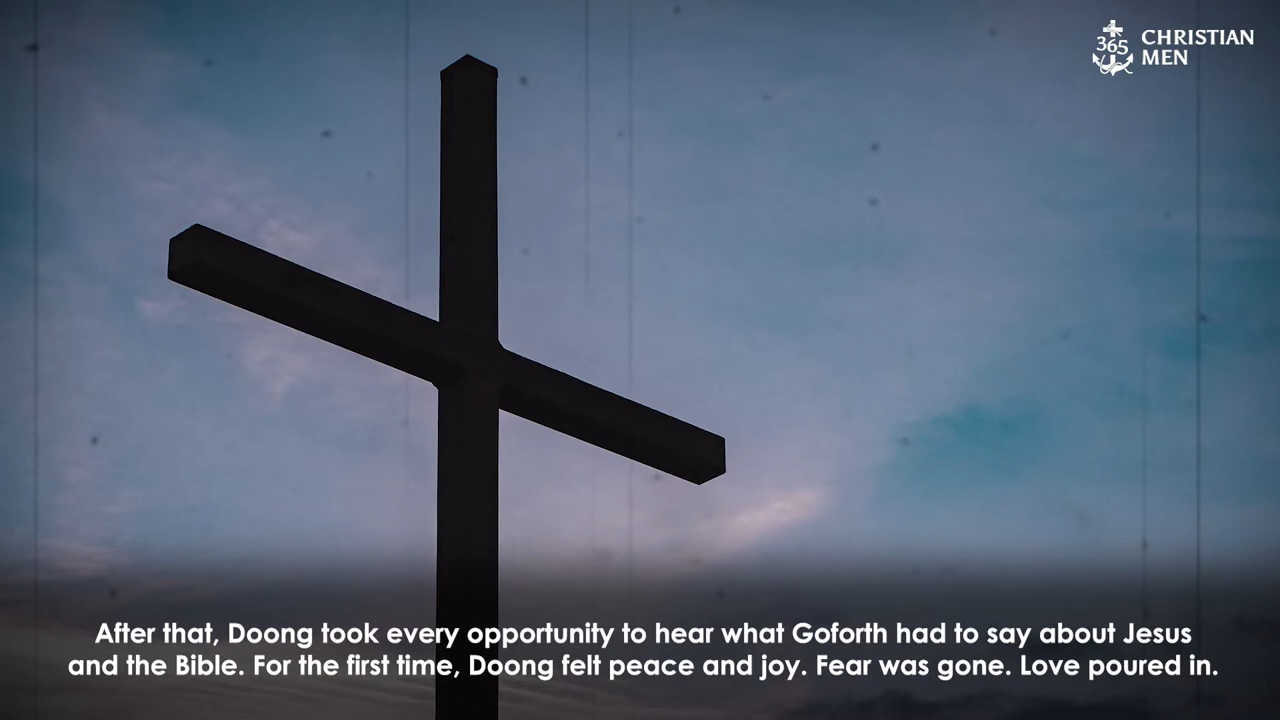 365
CHRISTIAN
MEN
After that, Doong took every opportunity to hear what Goforth had to say about Jesus
and the Bible. For the first time, Doong felt peace and joy. Fear was gone. Love poured in.